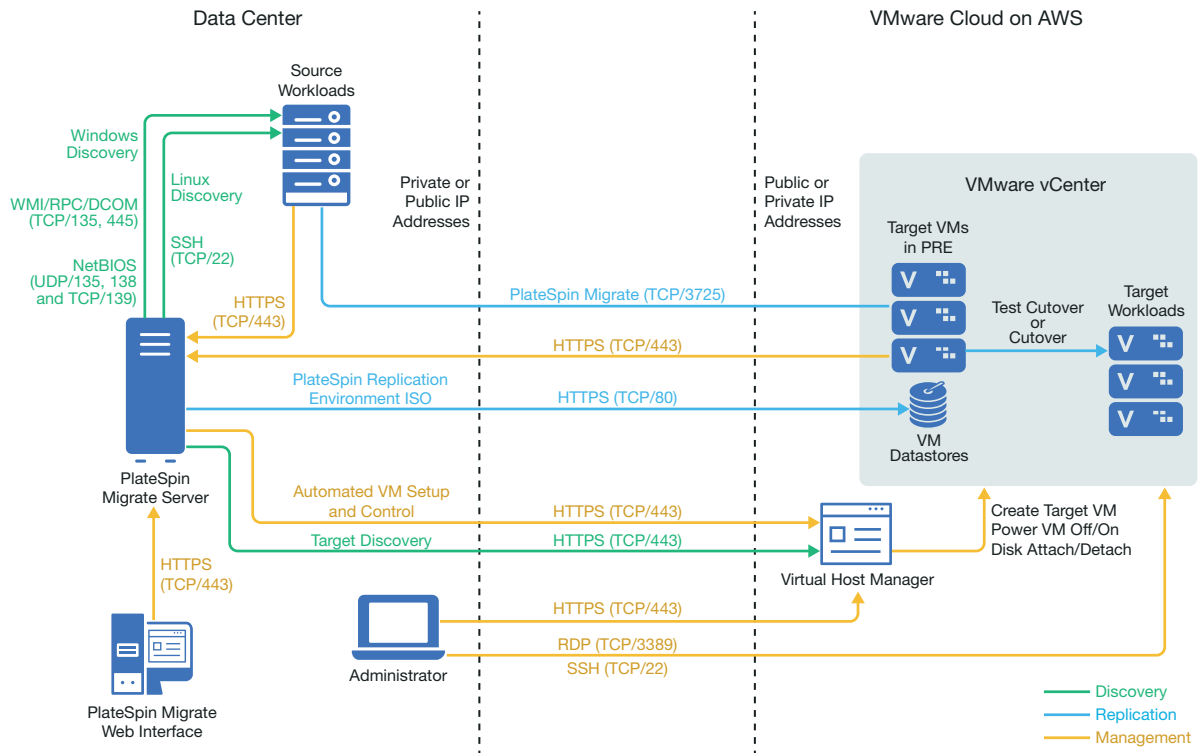 Data Center
VMware Cloud on AWS
Source
Workloads
Windows
Discovery
Linux
Discovery
WMI/RPC/DCOM
(TCP/135, 445)
SSH
(TCP/22)
NetBIOS
(UDP/135, 138
and TCP/139)
HTTPS
(TCP/443)
Private or
Public IP
Addresses
Public or
Private IP
Addresses
VMware vCenter
Target VMs
in PRE
V
V
V
PlateSpin Migrate (TCP/3725)
HTTPS (TCP/443)
Test Cutover
or
Cutover
Target
Workloads
V
V
V
PlateSpin Replication
Environment ISO
HTTPS (TCP/80)
VM
Datastores
PlateSpin
Migrate Server
Automated VM Setup
and Control
HTTPS (TCP/443)
Target Discovery
HTTPS (TCP/443)
Create Target VM
Power VM Off/On
Disk Attach/Detach
Virtual Host Manager
HTTPS
(TCP/443)
HTTPS (TCP/443)
RDP (TCP/3389)
SSH (TCP/22)
Administrator
PlateSpin Migrate
Web Interface
Discovery
Replication
Management